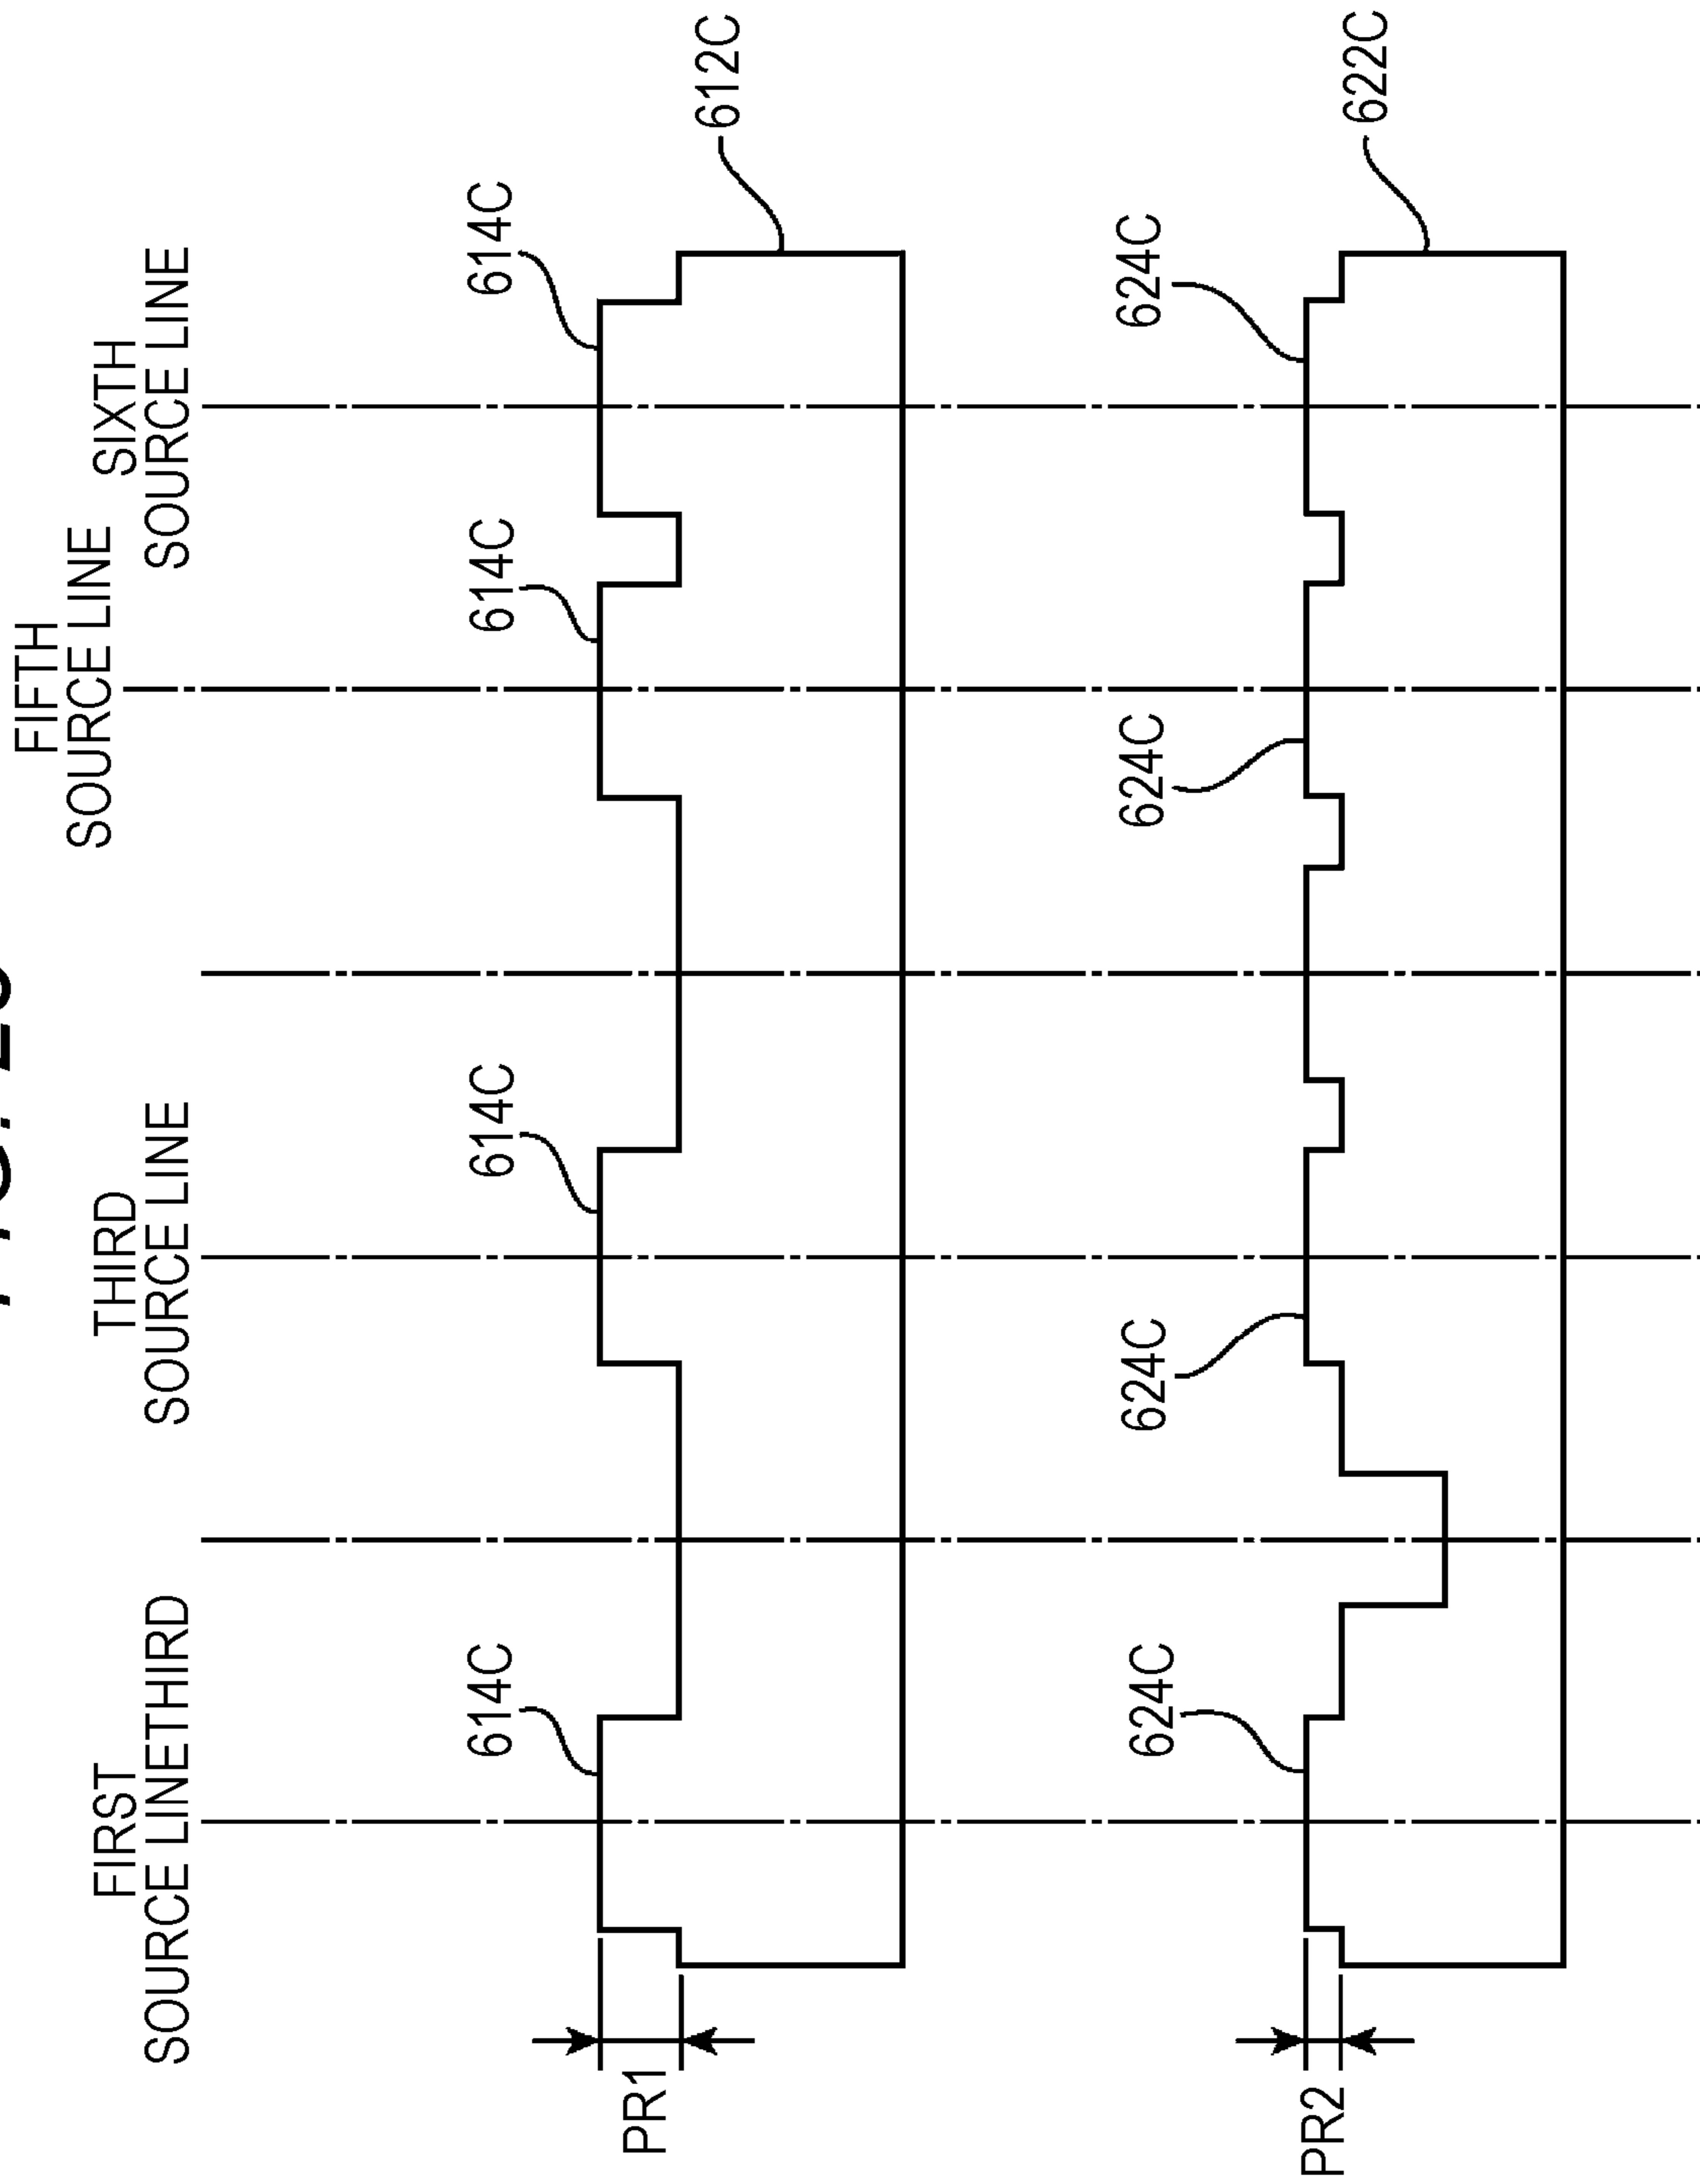 FIRST
SOURCE LINETHIRD
THIRD
SOURCE LINE
FIFTH
SOURCE LINE
SIXTH
SOURCE LINE
PR1
614C
614C
614C
614C
612C
PR2
624C
624C
624C
624C
622C